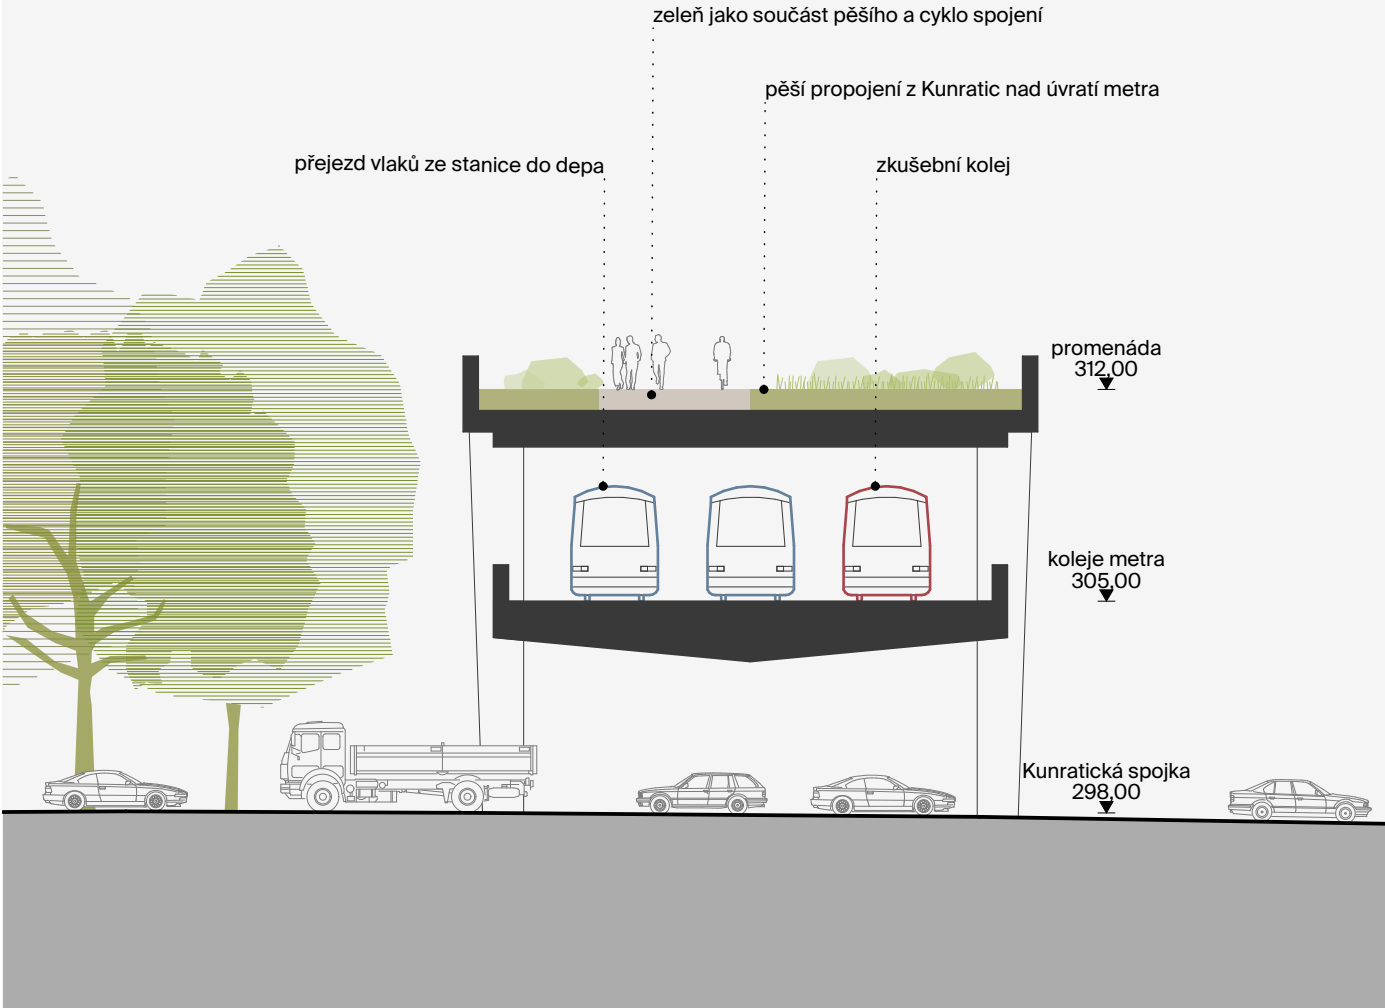 zeleň jako součást pěšího a cyklo spojení
pěší propojení z Kunratic nad úvratí metra
přejezd vlaků ze stanice do depa
zkušební kolej
promenáda
312,00
koleje metra
305,00
Kunratická spojka
298,00